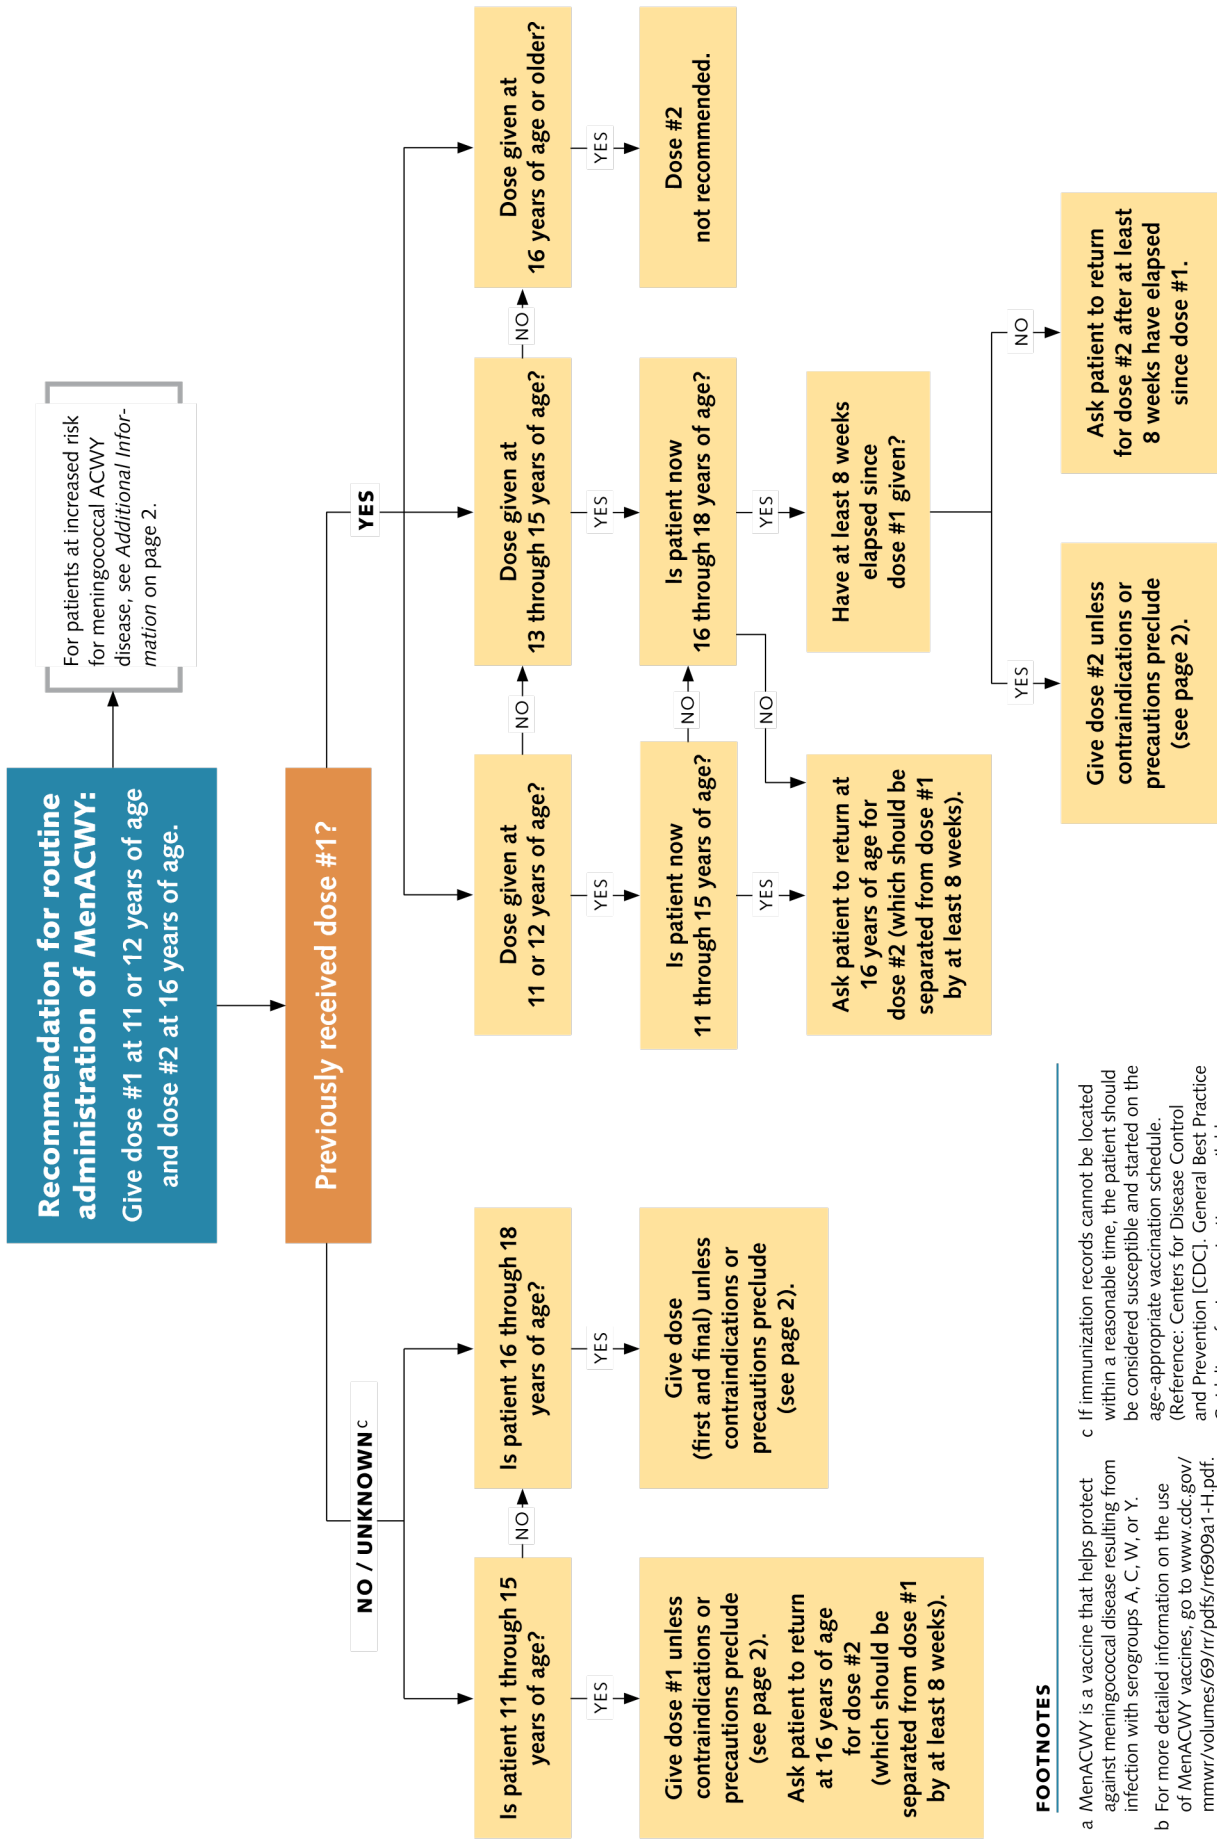 Recommendation for routine
administration of MenACWY:
Give dose #1 at 11 or 12 years of age
and dose #2 at 16 years of age.
For patients at increased risk
for meningococcal ACWY
disease, see Additional Infor-
mation on page 2.
Previously received dose #1?
NO / UNKNOWN c
YES
Is patient 11 through 15
years of age?
NO
Is patient 16 through 18
years of age?
YES
YES
Give dose #1 unless
contraindications or
precautions preclude
(see page 2).
Ask patient to return
at 16 years of age
for dose #2
(which should be
separated from dose #1
by at least 8 weeks).
Give dose
(first and final) unless
contraindications or
precautions preclude
(see page 2).
Dose given at
11 or 12 years of age?
NO
Dose given at
13 through 15 years of age?
NO
Dose given at
16 years of age or older?
YES
YES
YES
Is patient now
11 through 15 years of age?
NO
Is patient now
16 through 18 years of age?
Dose #2
not recommended.
YES
NO
YES
Ask patient to return at
16 years of age for
dose #2 (which should be
separated from dose #1
by at least 8 weeks).
Have at least 8 weeks
elapsed since
dose #1 given?
YES
NO
Give dose #2 unless
contraindications or
precautions preclude
(see page 2).
Ask patient to return
for dose #2 after at least
8 weeks have elapsed
since dose #1.
FOOTNOTES
a MenACWY is a vaccine that helps protect
against meningococcal disease resulting from
infection with serogroups A, C, W, or Y.
b For more detailed information on the use
of MenACWY vaccines, go to www.cdc.gov/
mmwr/volumes/69/rr/pdfs/rr6909a1-H.pdf.
c If immunization records cannot be located
within a reasonable time, the patient should
be considered susceptible and started on the
age-appropriate vaccination schedule.
(Reference: Centers for Disease Control
and Prevention [CDC]. General Best Practice